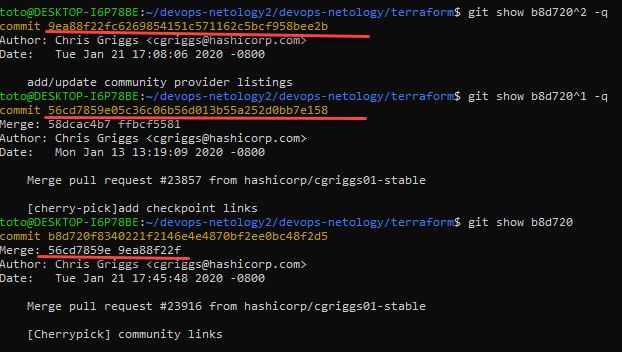 toto@DESKTOP-I6P78BE:~/devops-netology2/devops-netology/terraform$ git show b8d720^2 -q
commit 9ea88f22fc6269854151c571162c5bcf958bee2b
Author: Chris Griggs <cgriggs@hashicorp.com>
Date:   Tue Jan 21 17:08:06 2020 -0800
add/update community provider listings
toto@DESKTOP-I6P78BE:~/devops-netology2/devops-netology/terraform$ git show b8d720^1 -q
commit 56cd7859e05c36c06b56d013b55a252d0bb7e158
Merge: 58dcac4b7 ffbcf5581
Author: Chris Griggs <cgriggs@hashicorp.com>
Date:   Mon Jan 13 13:19:09 2020 -0800
Merge pull request #23857 from hashicorp/cgriggs01-stable
[cherry-pick]add checkpoint links
toto@DESKTOP-I6P78BE:~/devops-netology2/devops-netology/terraform$ git show b8d720
commit b8d720f8340221f2146e4e4870bf2ee0bc48f2d5
Merge: 56cd7859e 9ea88f22f
Author: Chris Griggs <cgriggs@hashicorp.com>
Date:   Tue Jan 21 17:45:48 2020 -0800
Merge pull request #23916 from hashicorp/cgriggs01-stable
[Cherrypick] community links